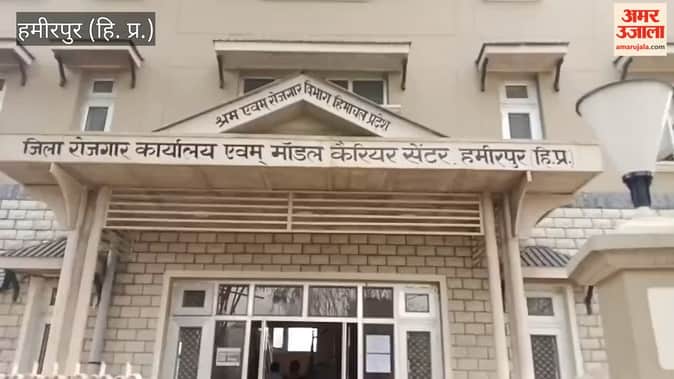 हमीरपुर (हि. प्र.)
अमर
उजाला
amarujala.com
श्रम एवम् रोजगार विभाग हिमाचल प्रदेश
जिला रोजगार कार्यालय एवम् मॉडल कैरियर सेंटर, हमीरपुर (हि.प्र.)